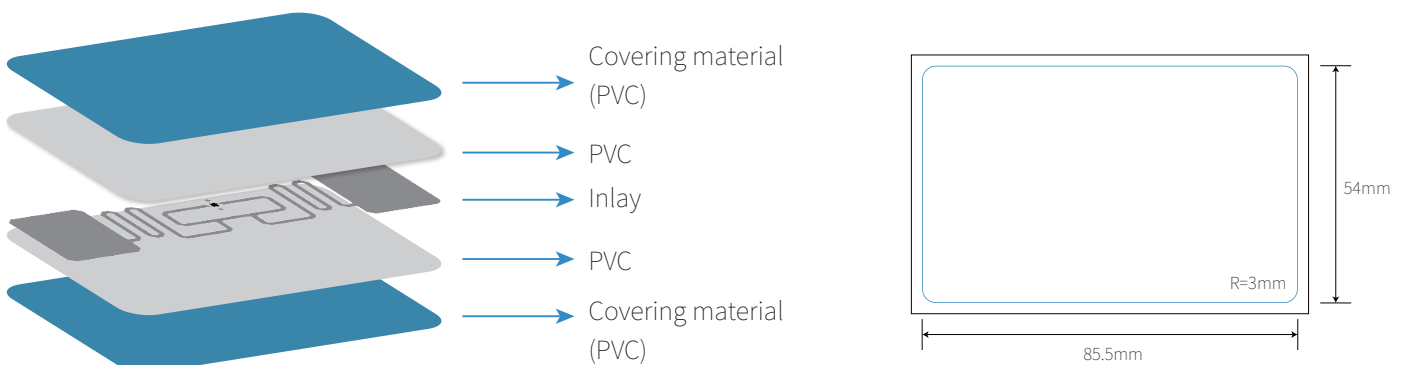 Covering material
(PVC)
PVC
Inlay
PVC
Covering material
(PVC)
54mm
R=3mm
85.5mm